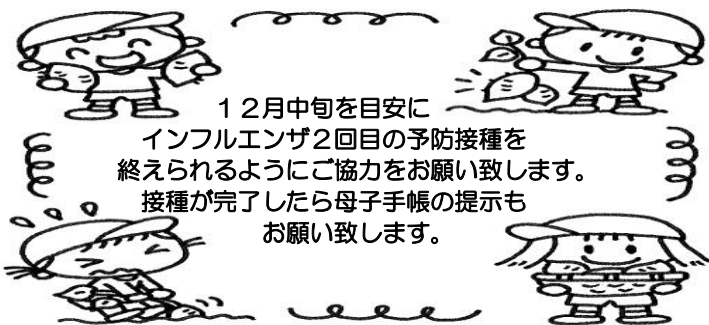 １２月中旬を目安に
インフルエンザ２回目の予防接種を
終えられるようにご協力をお願い致します。
接種が完了したら母子手帳の提示も
お願い致します。